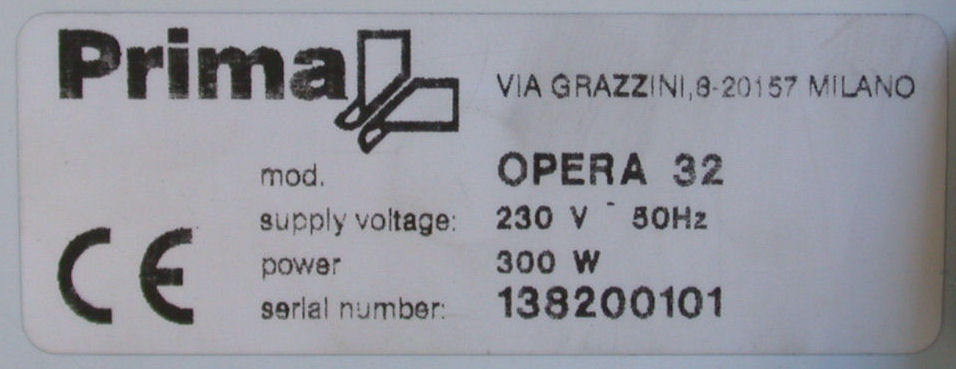 Prima
VIA GRAZZINI,8-20157 MILANO
mod. OPERA 32
supply voltage: 230 V ~ 50Hz
power 300 W
serial number: 138200101
CE